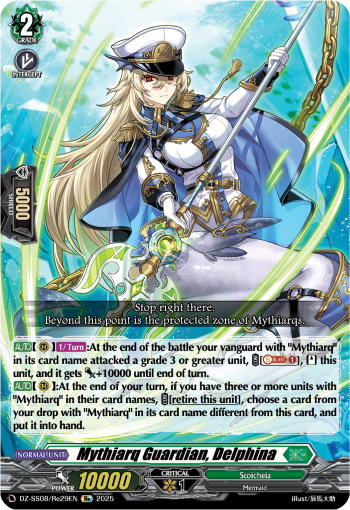 2
GRADE
INTERCEPT
5000
SHIELD
Stop right there.
Beyond this point is the protected zone of Mythiarqs.
AUTO 1/Turn :At the end of the battle your vanguard with "Mythiarq"
in its card name attacked a grade 3 or greater unit, [ BLAST 1], this
unit, and it gets +10000 until end of turn.
AUTO :At the end of your turn, if you have three or more units with
"Mythiarq" in their card names, [retire this unit], choose a card from
your drop with "Mythiarq" in its card name different from this card, and
put it into hand.
NORMAL UNIT
Mythiarq Guardian, Delphina
POWER 10000
CRITICAL
1
Stoicheia
Mermaid
DZ-SS08/Re29EN 2025
illust/辰馬大助